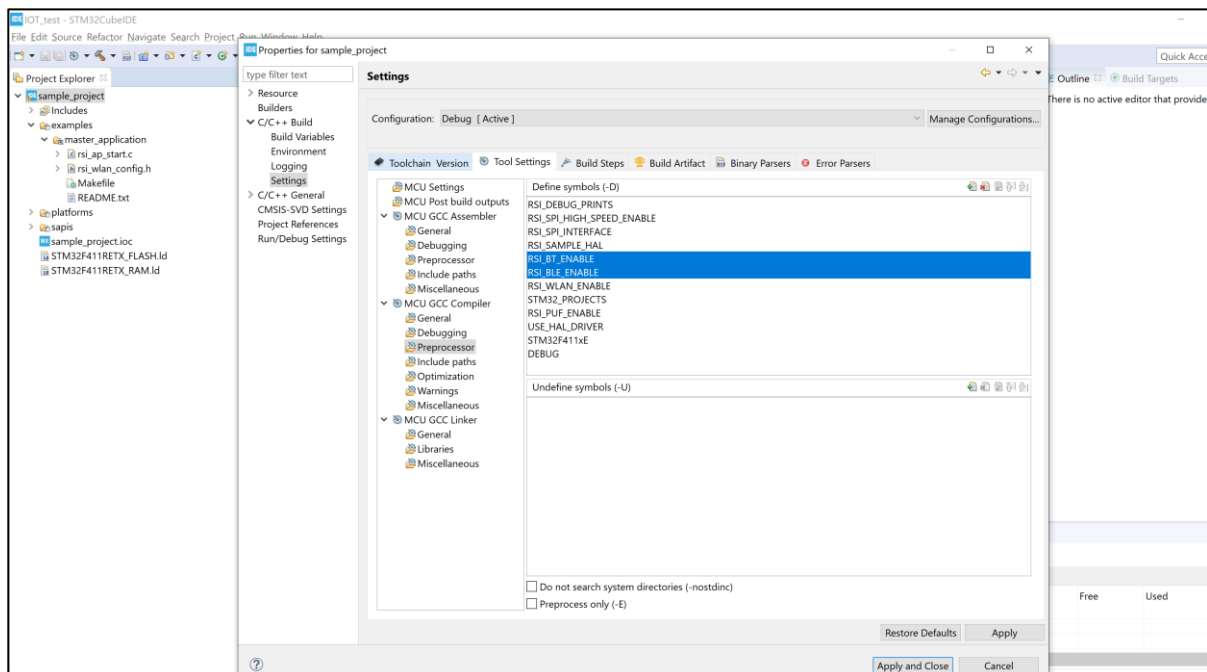 IDE IOT_test - STM32CubeIDE
File Edit Source Refactor Navigate Search Project Run Window Help
Quick Acce
Project Explorer
sample_project
Includes
examples
master_application
rsi_ap_start.c
rsi_wlan_config.h
Makefile
README.txt
platforms
sapis
sample_project.ioc
STM32F411RETX_FLASH.ld
STM32F411RETX_RAM.ld
IDE Properties for sample_project
type filter text
Resource
Builders
C/C++ Build
Build Variables
Environment
Logging
Settings
C/C++ General
CMSIS-SVD Settings
Project References
Run/Debug Settings
Settings
Configuration: Debug [ Active ]
Manage Configurations...
Toolchain Version
Tool Settings
Build Steps
Build Artifact
Binary Parsers
Error Parsers
MCU Settings
MCU Post build outputs
MCU GCC Assembler
General
Debugging
Preprocessor
Include paths
Miscellaneous
MCU GCC Compiler
General
Debugging
Preprocessor
Include paths
Optimization
Warnings
Miscellaneous
MCU GCC Linker
General
Libraries
Miscellaneous
Define symbols (-D)
RSI_DEBUG_PRINTS
RSI_SPI_HIGH_SPEED_ENABLE
RSI_SPI_INTERFACE
RSI_SAMPLE_HAL
RSI_BT_ENABLE
RSI_BLE_ENABLE
RSI_WLAN_ENABLE
STM32_PROJECTS
RSI_PUF_ENABLE
USE_HAL_DRIVER
STM32F411xE
DEBUG
Undefine symbols (-U)
Do not search system directories (-nostdinc)
Preprocess only (-E)
Restore Defaults
Apply
Apply and Close
Cancel
Outline
Build Targets
here is no active editor that provide
Free
Used